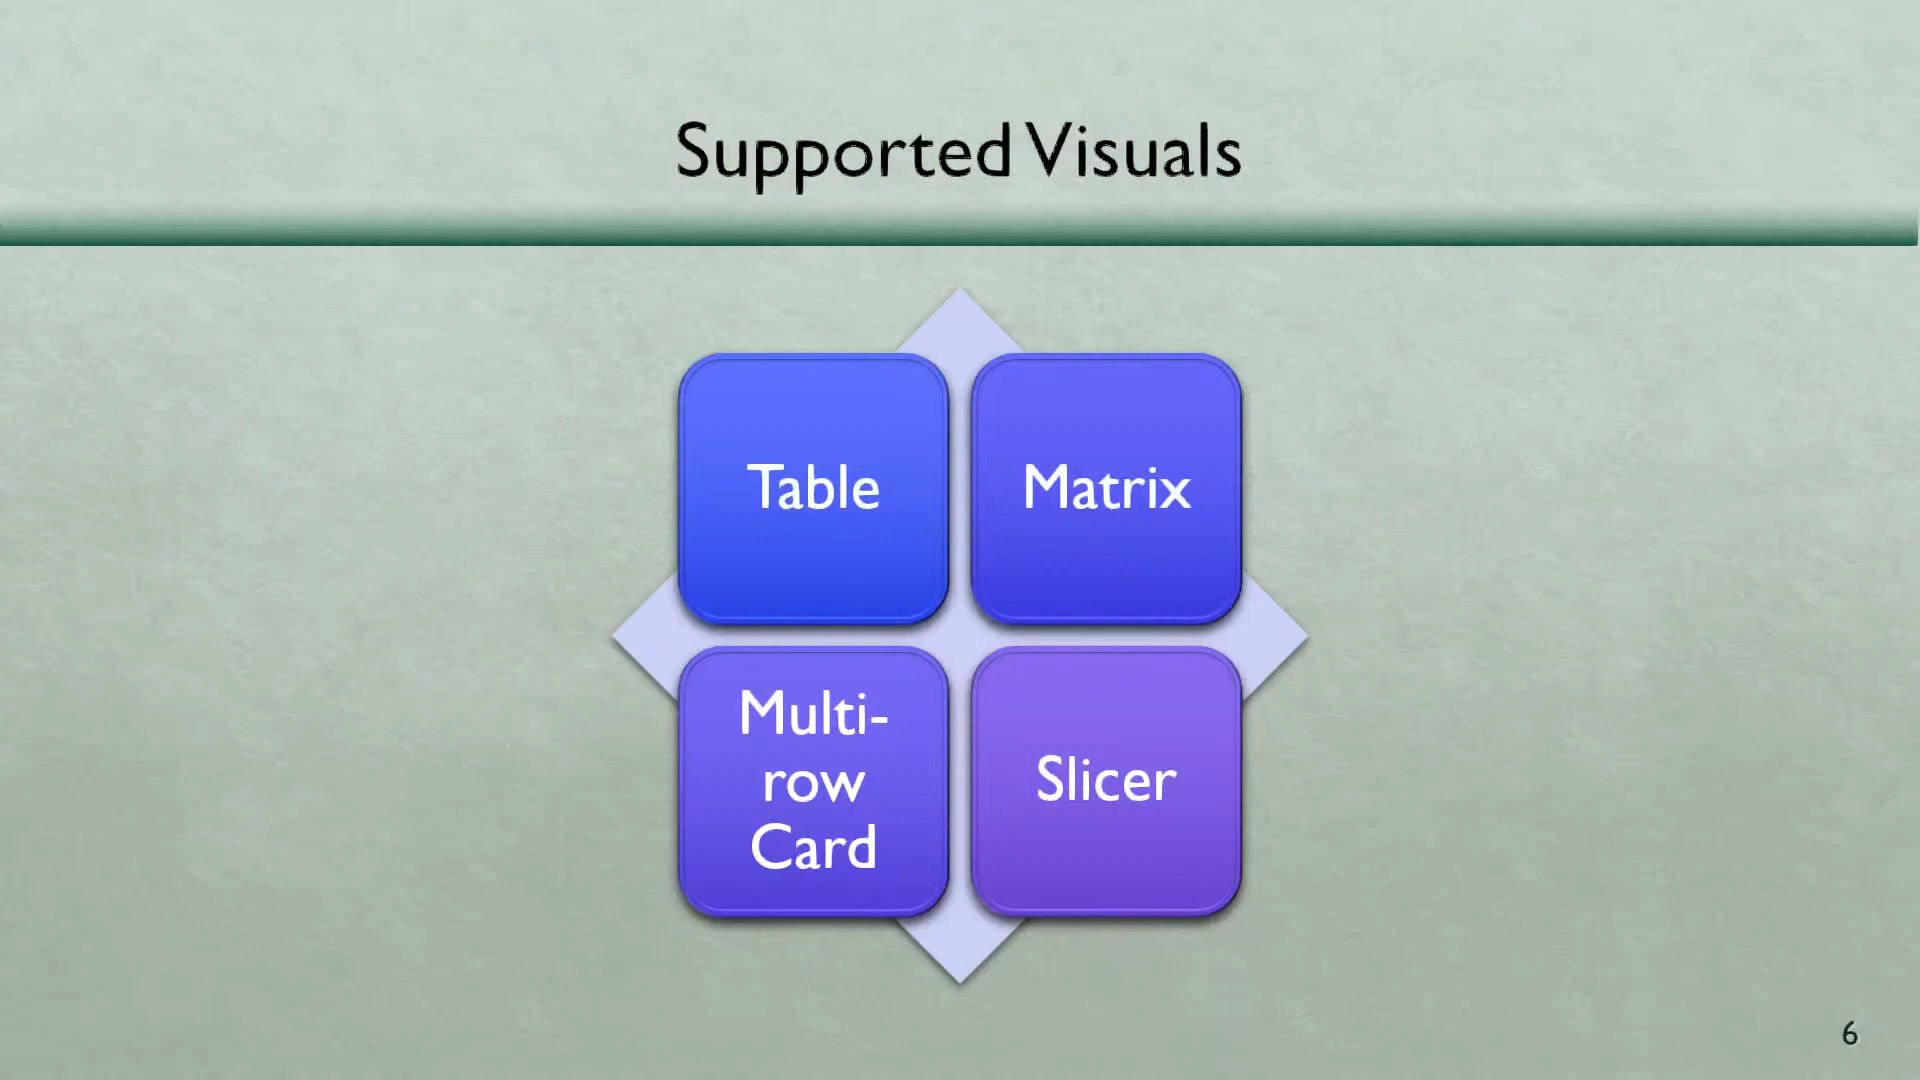 Supported Visuals
Table
Matrix
Multi-
row
Card
Slicer
6